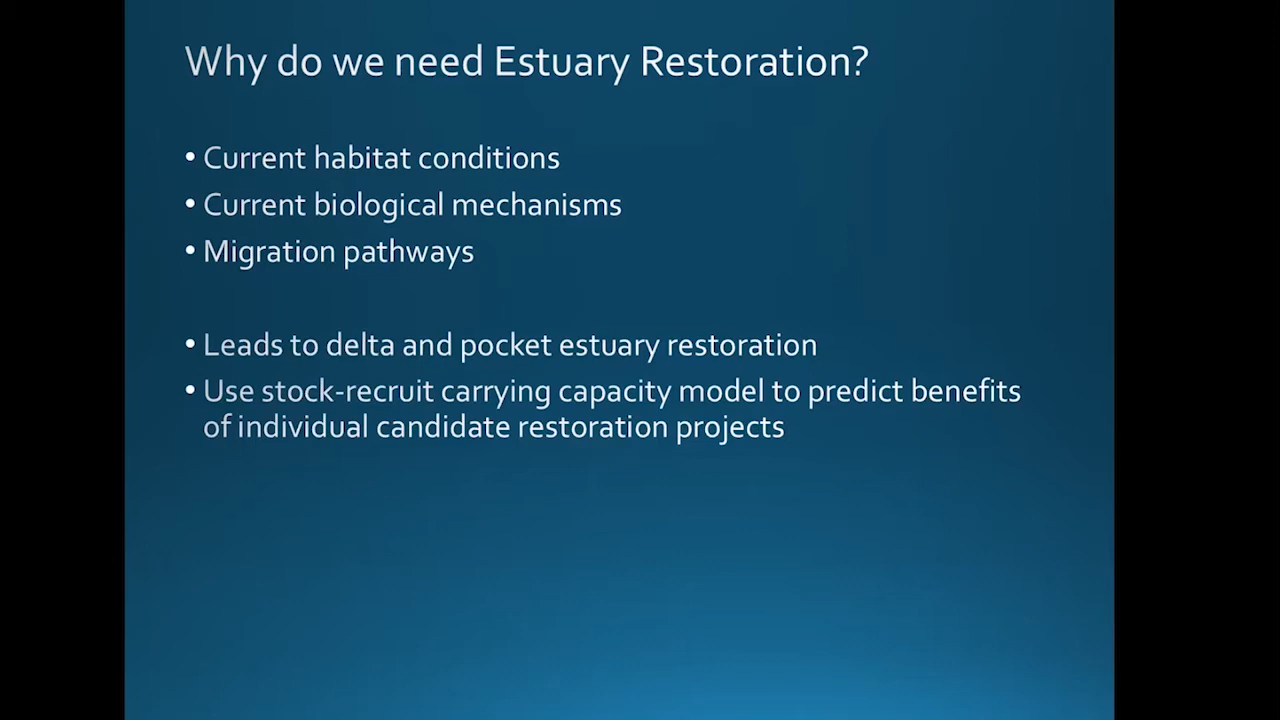 Why do we need Estuary Restoration?
• Current habitat conditions
• Current biological mechanisms
• Migration pathways
• Leads to delta and pocket estuary restoration
• Use stock-recruit carrying capacity model to predict benefits
of individual candidate restoration projects